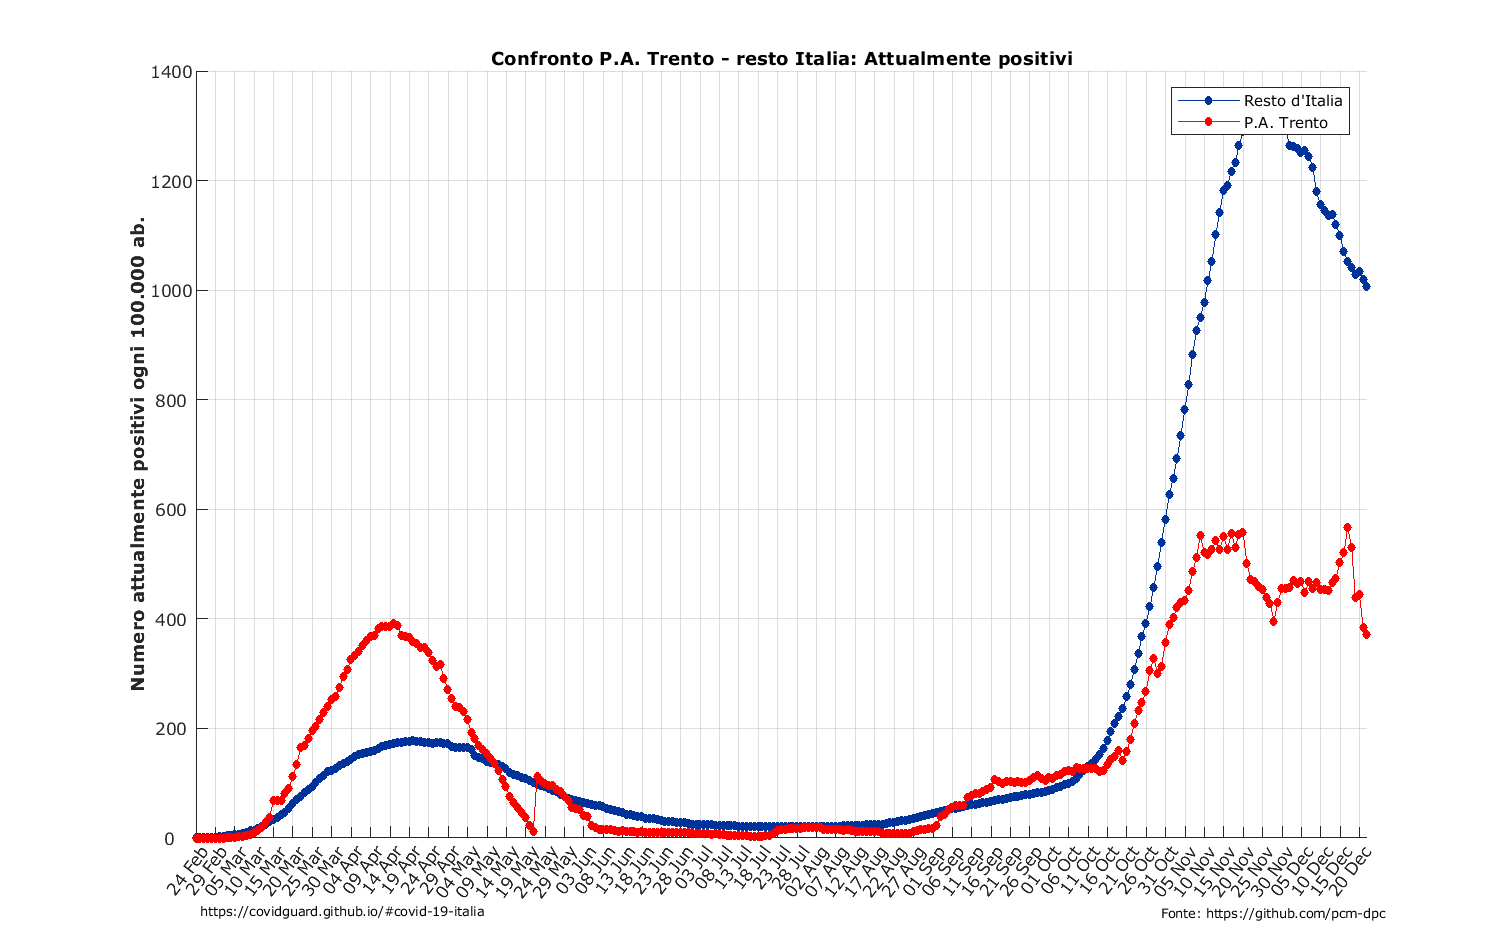 Confronto P.A. Trento - resto Italia: Attualmente positivi
Numero attualmente positivi ogni 100.000 ab.
1400
1200
1000
800
600
400
200
0
Resto d'Italia
P.A. Trento
24 Feb
29 Feb
05 Mar
10 Mar
15 Mar
20 Mar
25 Mar
30 Mar
04 Apr
09 Apr
14 Apr
19 Apr
24 Apr
29 Apr
04 May
09 May
14 May
19 May
24 May
29 May
03 Jun
08 Jun
13 Jun
18 Jun
23 Jun
28 Jun
03 Jul
08 Jul
13 Jul
18 Jul
23 Jul
28 Jul
02 Aug
07 Aug
12 Aug
17 Aug
22 Aug
27 Aug
01 Sep
06 Sep
11 Sep
16 Sep
21 Sep
26 Sep
01 Oct
06 Oct
11 Oct
16 Oct
21 Oct
26 Oct
31 Oct
05 Nov
10 Nov
15 Nov
20 Nov
25 Nov
30 Nov
05 Dec
10 Dec
15 Dec
20 Dec
https://covidguard.github.io/#covid-19-italia
Fonte: https://github.com/pcm-dpc